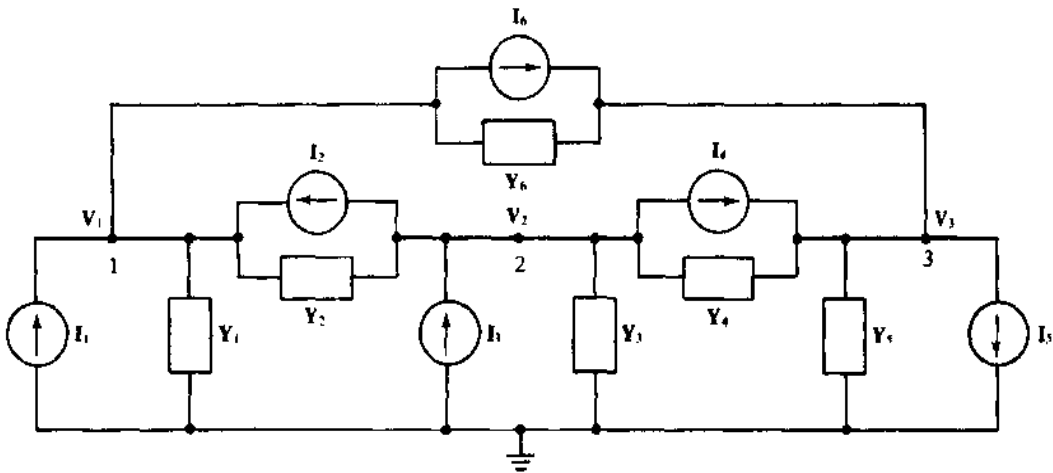 I₆
Y₆
I₂
I₄
V₁
V₂
V₃
1
2
3
Y₂
Y₄
I₁
Y₁
I₃
Y₃
Y₅
I₅